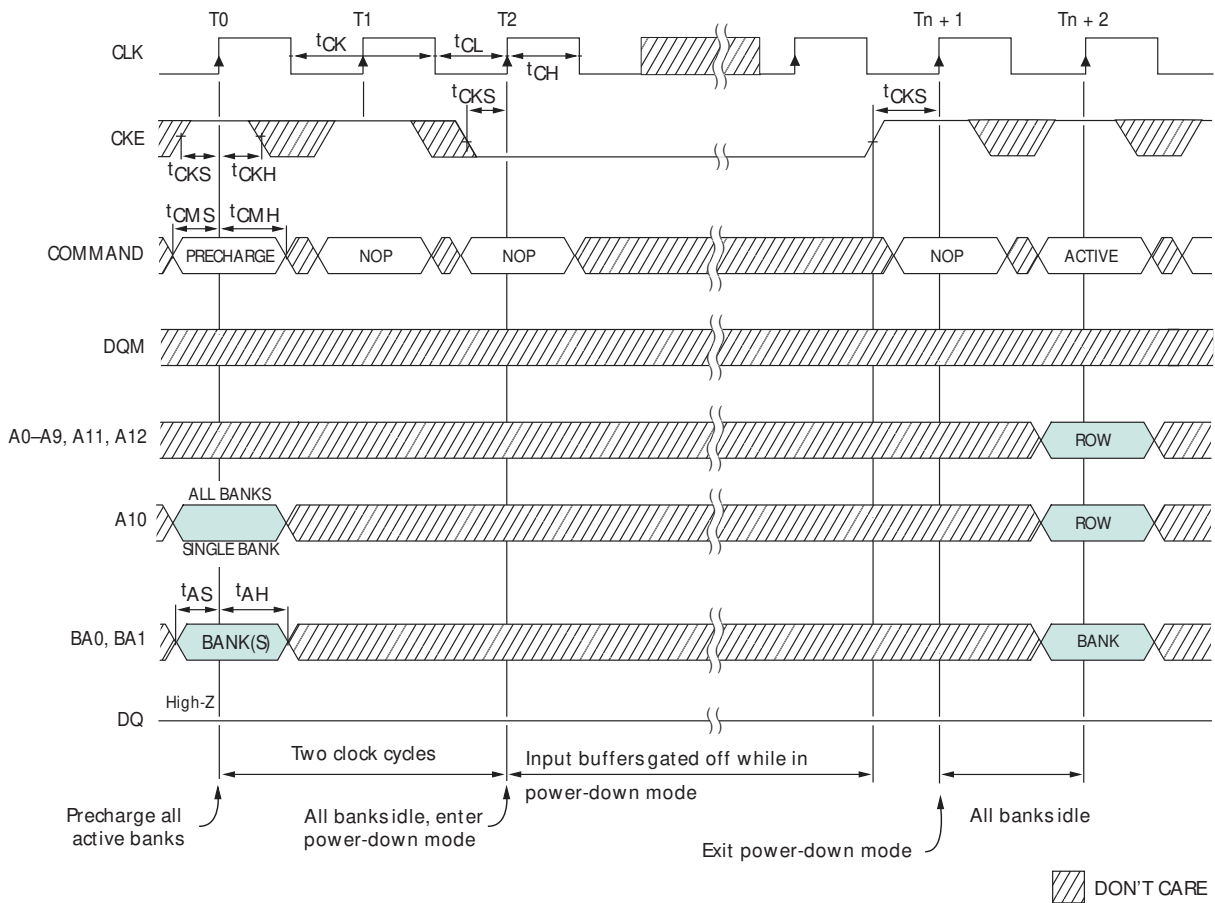 T0 T1 T2 Tn + 1 Tn + 2
CLK
tCK tCL tCH
tCKS tCKS
CKE
tCKS tCKH
tCMS tCMH
COMMAND PRECHARGE NOP NOP NOP ACTIVE
DQM
A0–A9, A11, A12 ROW
ALL BANKS
A10 ROW
SINGLE BANK
tAS tAH
BA0, BA1 BANK(S) BANK
High-Z
DQ
Two clock cycles
Input buffers gated off while in
power-down mode
Precharge all
active banks
All banks idle, enter
power-down mode
Exit power-down mode
All banks idle
DON'T CARE